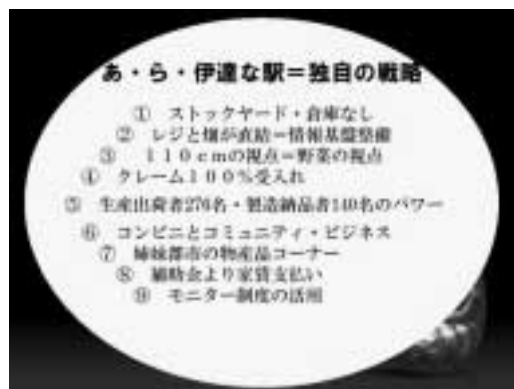 あ・ら・伊達な駅＝独自の戦略
① ストックヤード・倉庫なし
② レジと畑が直結＝情報基盤整備
③ １１０ｃｍの視点＝野菜の視点
④ クレーム１００％受入れ
⑤ 生産出荷者276名・製造納品者140名のパワー
⑥ コンビニとコミュニティ・ビジネス
⑦ 姉妹都市の物産品コーナー
⑧ 補助金より家賃支払い
⑨ モニター制度の活用